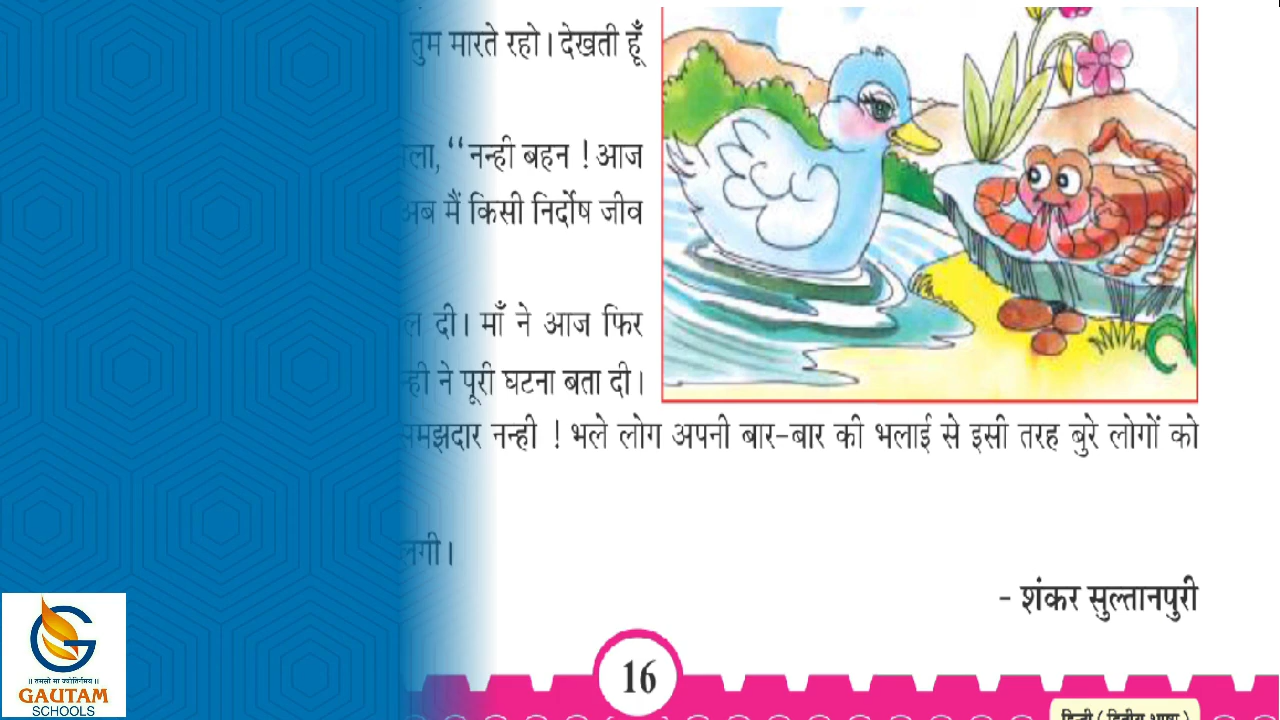 तुम मारते रहो। देखती हूँ
"नन्ही बहन ! आज
अब मैं किसी निर्दोष जीव
दी। माँ ने आज फिर
ने पूरी घटना बता दी।
समझदार नन्ही ! भले लोग अपनी बार-बार की भलाई से इसी तरह बुरे लोगों को
लगी।
- शंकर सुल्तानपुरी
16
हिन्दी ( द्वितीय भाषा )
|| तमसो मा ज्योतिर्गमय ||
GAUTAM
SCHOOLS